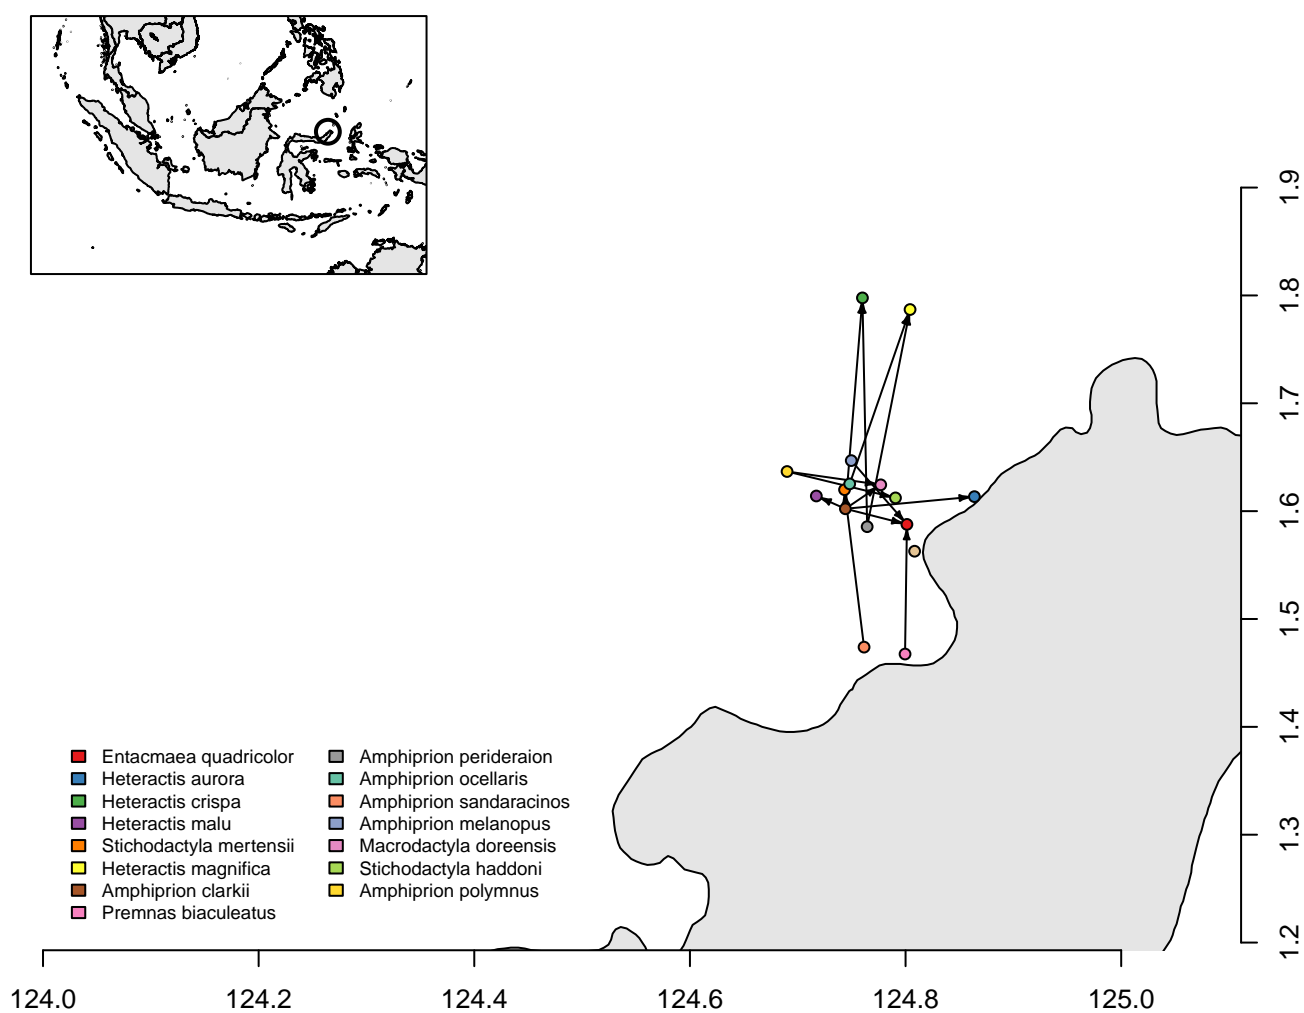 1.9
1.8
1.7
1.6
1.5
1.4
1.3
1.2
Entacmaea quadricolor
Heteractis aurora
Heteractis crispa
Heteractis malu
Stichodactyla mertensii
Heteractis magnifica
Amphiprion clarkii
Premnas biaculeatus
Amphiprion perideraion
Amphiprion ocellaris
Amphiprion sandaracinos
Amphiprion melanopus
Macrodactyla doreensis
Stichodactyla haddoni
Amphiprion polymnus
124.0 124.2 124.4 124.6 124.8 125.0